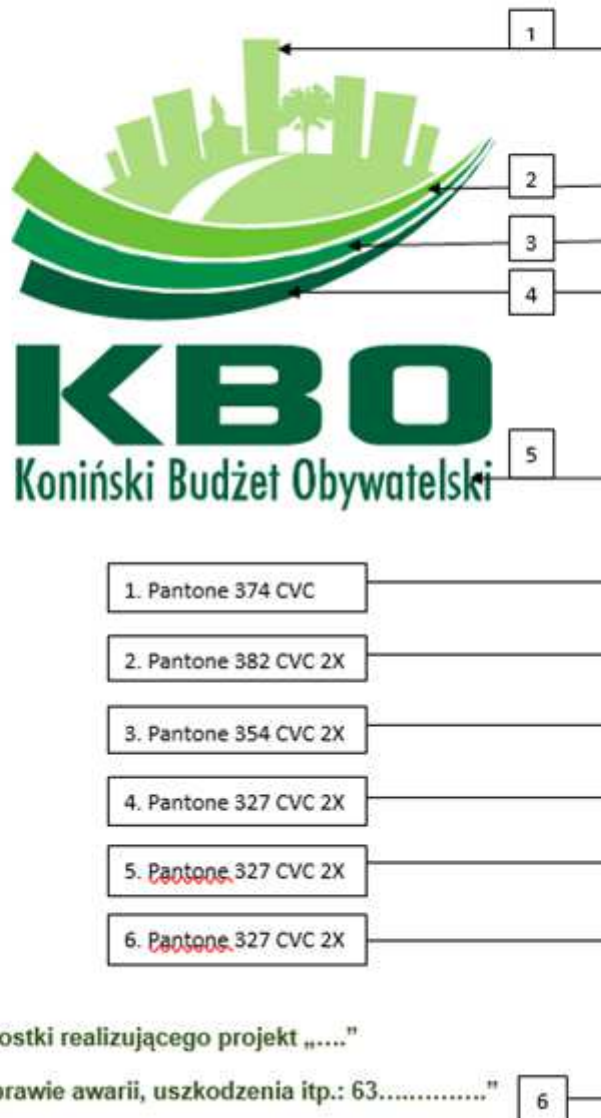 1
2
3
4
KBO
5
Koniński Budżet Obywatelski
1. Pantone 374 CVC
2. Pantone 382 CVC 2X
3. Pantone 354 CVC 2X
4. Pantone 327 CVC 2X
5. Pantone 327 CVC 2X
6. Pantone 327 CVC 2X
ostki realizującego projekt „....”
prawie awarii, uszkodzenia itp.: 63.............”
6